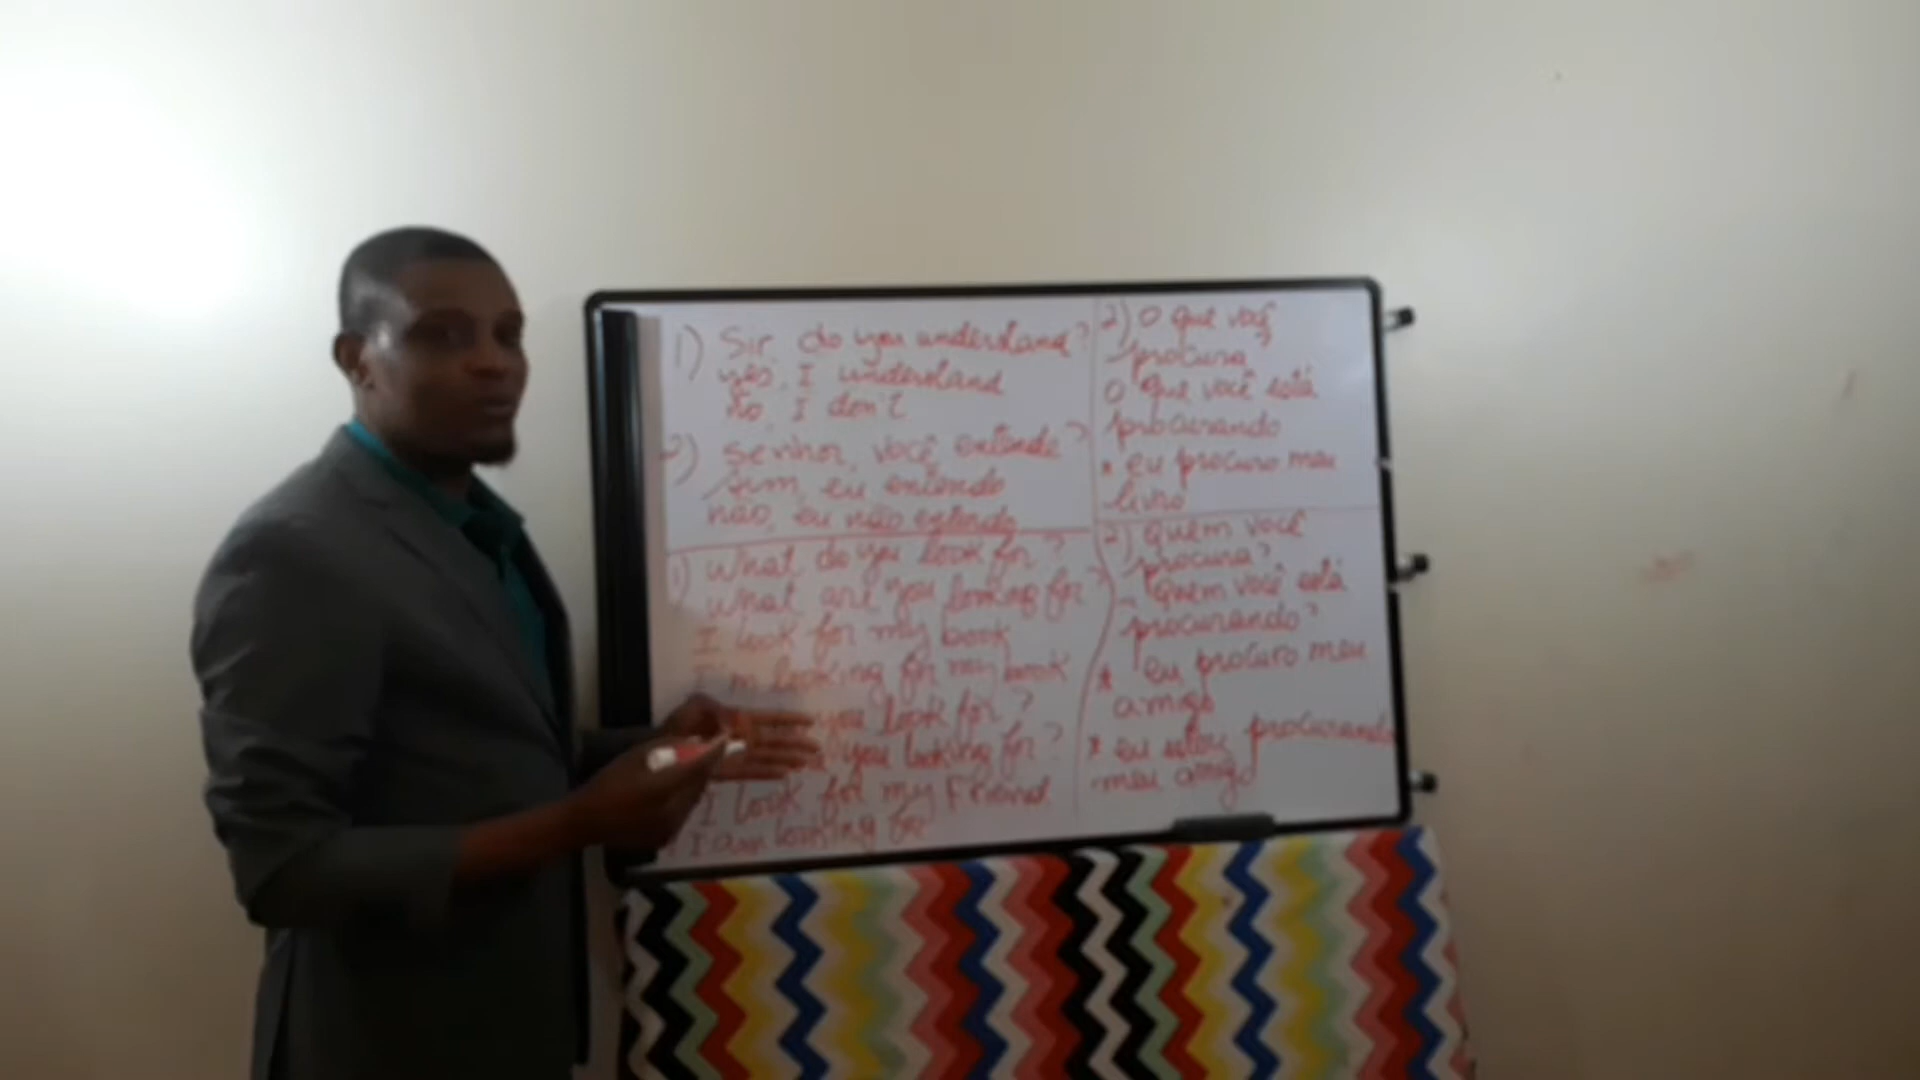 1) Sir, do you understand?
yes, I understand
No, I don't
2) Senhor, você entende?
sim, eu entendo
não, eu não entendo
1) What do you look for?
What are you looking for?
I look for my book
I'm looking for my book
you look for?
you looking for?
I look for my Friend
I am looking for
2) O que você
procura?
O que você está
procurando
* eu procuro meu
livro
2) Quem você
procura?
- Quem você está
procurando?
* eu procuro meu
amigo
* eu estou procurando
meu amigo